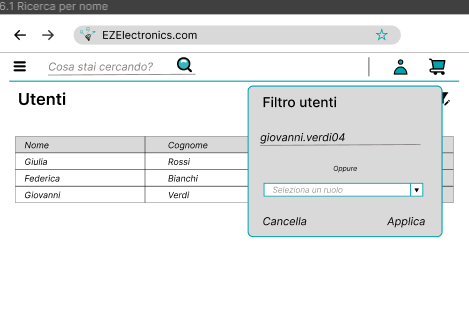 6.1 Ricerca per nome
EZElectronics.com
Cosa stai cercando?
Utenti
Filtro utenti
giovanni.verdi04
Oppure
Seleziona un ruolo
Cancella Applica
Nome Cognome
Giulia Rossi
Federica Bianchi
Giovanni Verdi